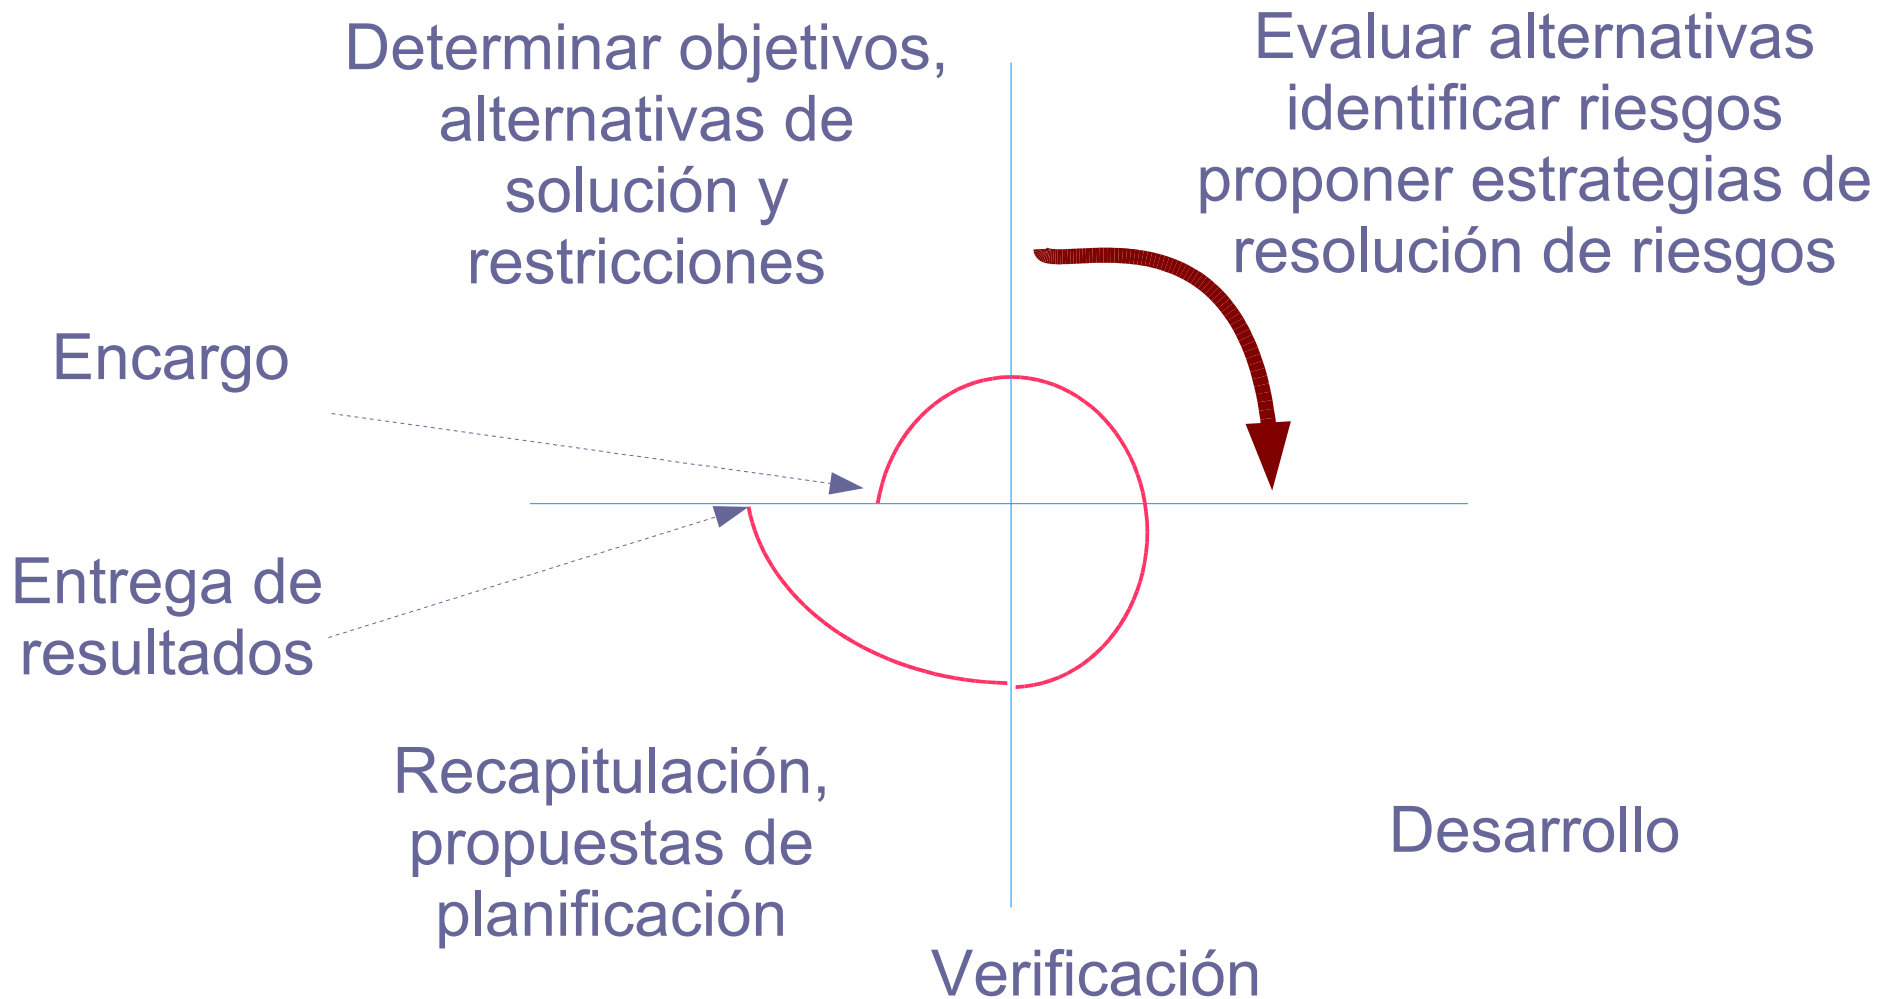 Determinar objetivos,
alternativas de
solución y
restricciones
Evaluar alternativas
identificar riesgos
proponer estrategias de
resolución de riesgos
Encargo
Entrega de
resultados
Recapitulación,
propuestas de
planificación
Desarrollo
Verificación